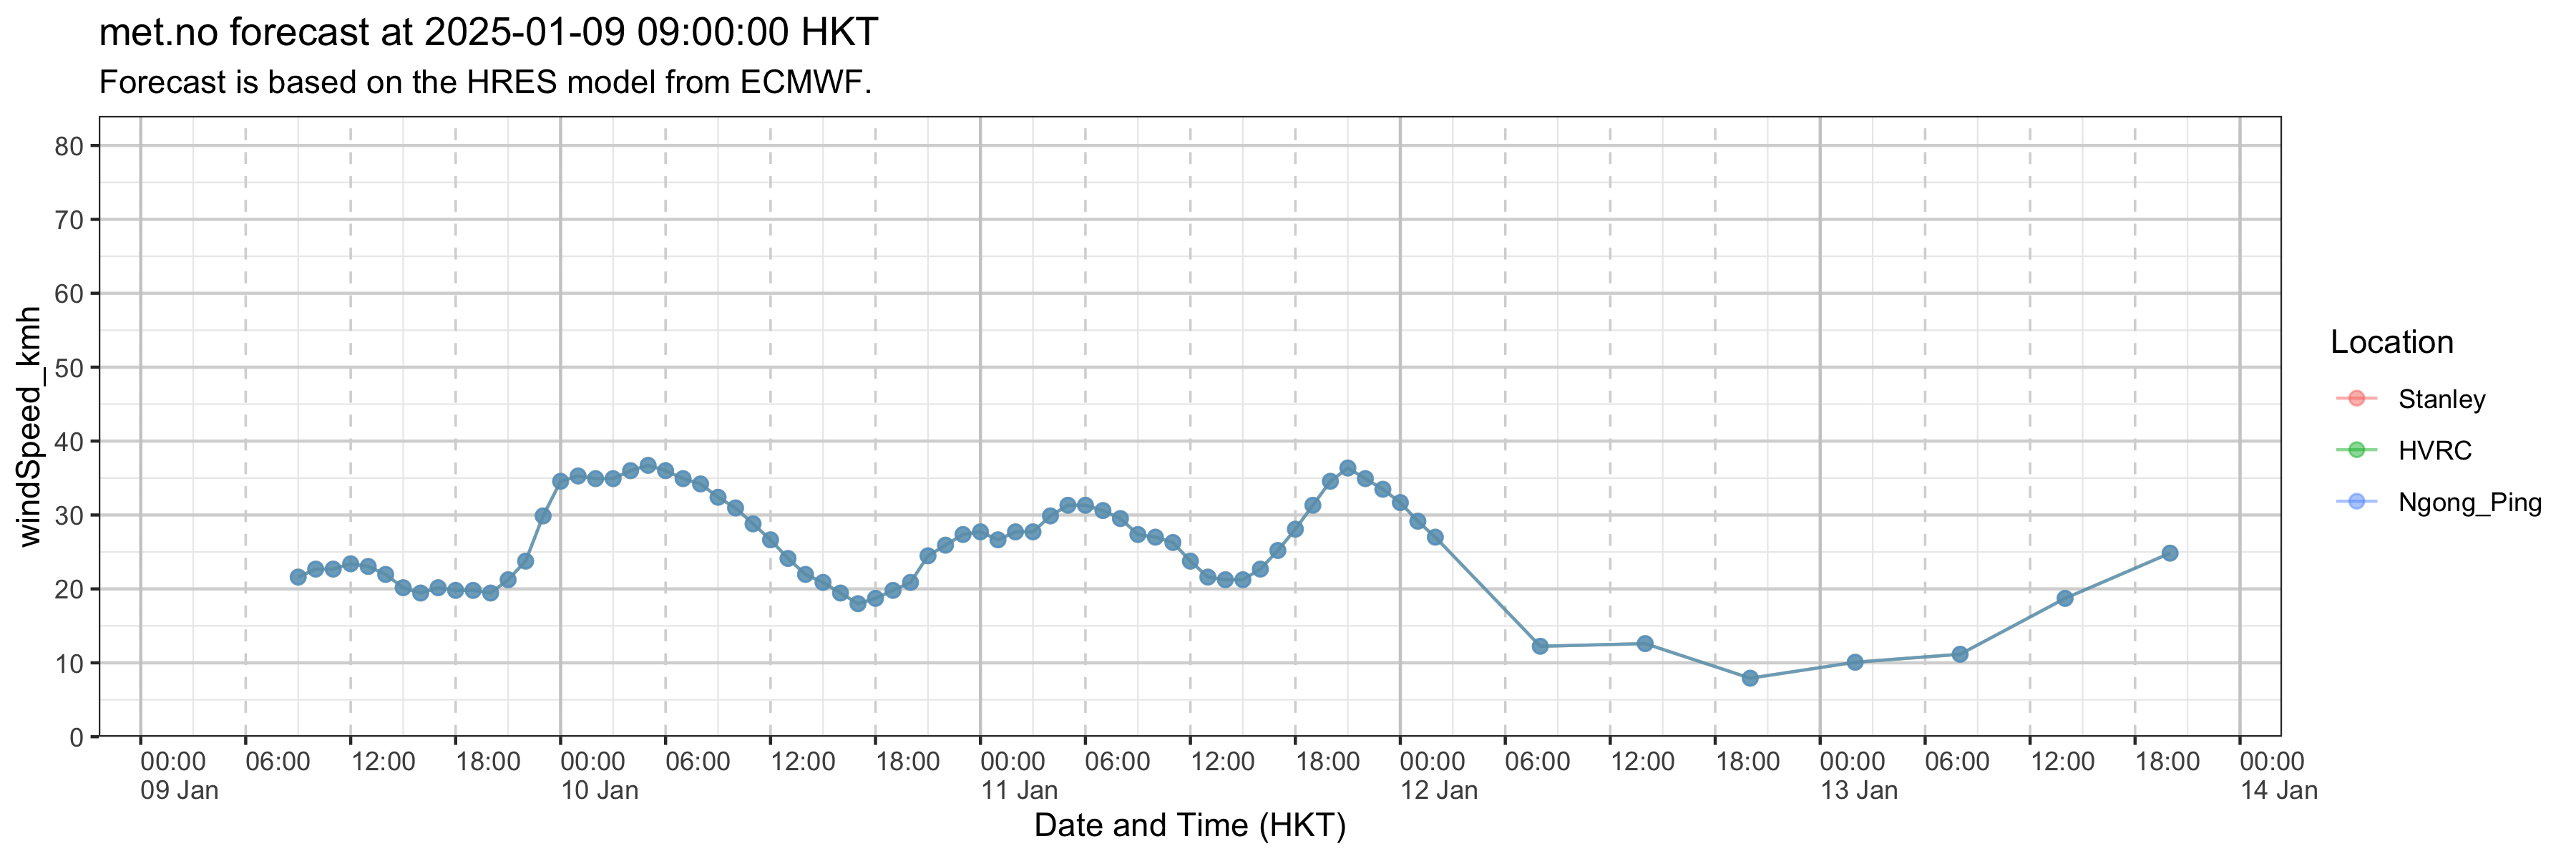 met.no forecast at 2025-01-09 09:00:00 HKT
Forecast is based on the HRES model from ECMWF.
windSpeed_kmh
80
70
60
50
40
30
20
10
0
00:00 06:00 12:00 18:00 00:00 06:00 12:00 18:00 00:00 06:00 12:00 18:00 00:00 06:00 12:00 18:00 00:00 06:00 12:00 18:00 00:00
09 Jan 10 Jan 11 Jan 12 Jan 13 Jan 14 Jan
Date and Time (HKT)
Location
Stanley
HVRC
Ngong_Ping